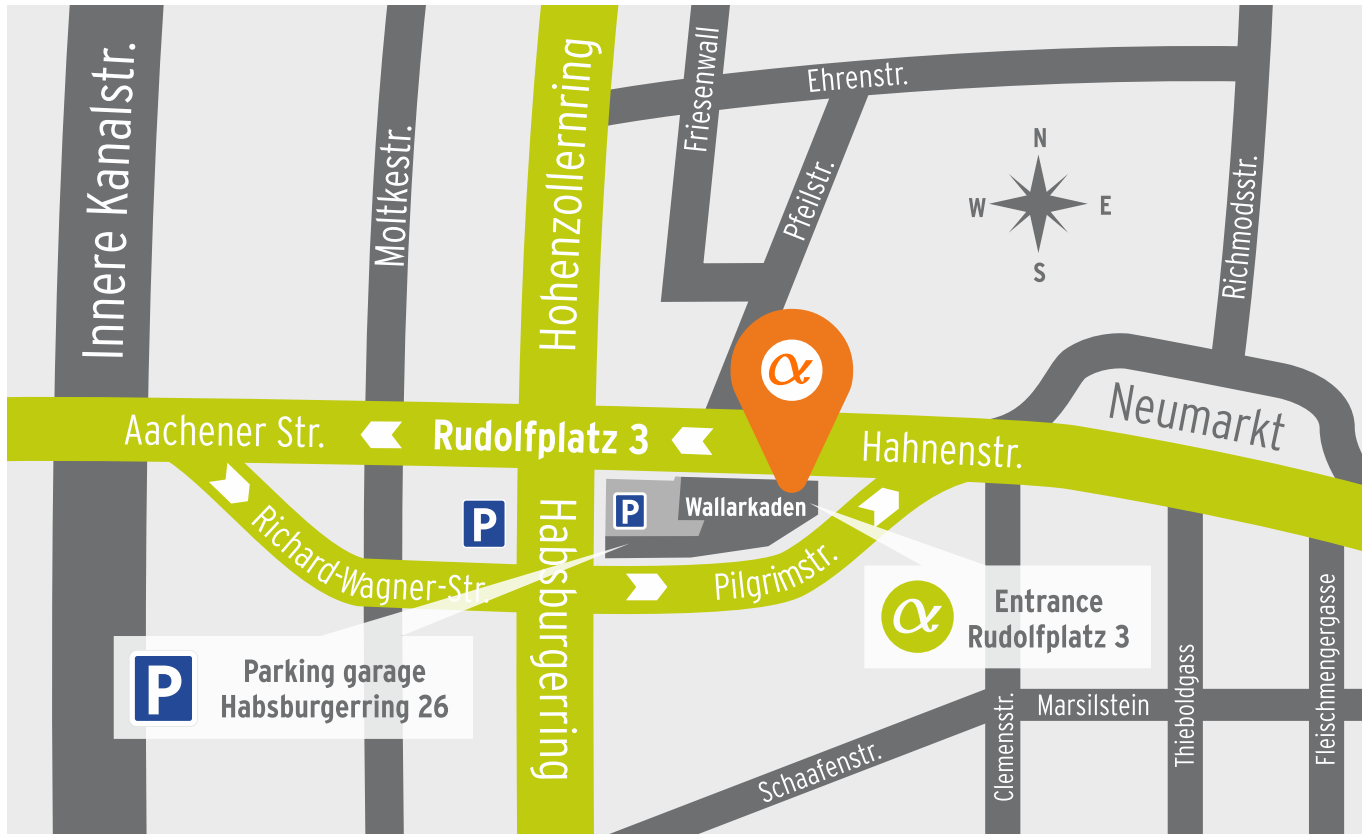 Innere Kanalstr.
Moltkestr.
Hohenzollernring
Friesenwall
Ehrenstr.
Pfeilstr.
N
W
E
S
Richmodsstr.
Neumarkt
Aachener Str.
Rudolfplatz 3
Hahnenstr.
α
P
P
Wallarkaden
Habsburgerring
Richard-Wagner-Str.
Pilgrimstr.
α
Entrance
Rudolfplatz 3
P
Parking garage
Habsburgerring 26
Schaafenstr.
Clemensstr.
Marsilstein
Thieboldgass
Fleischmengergasse